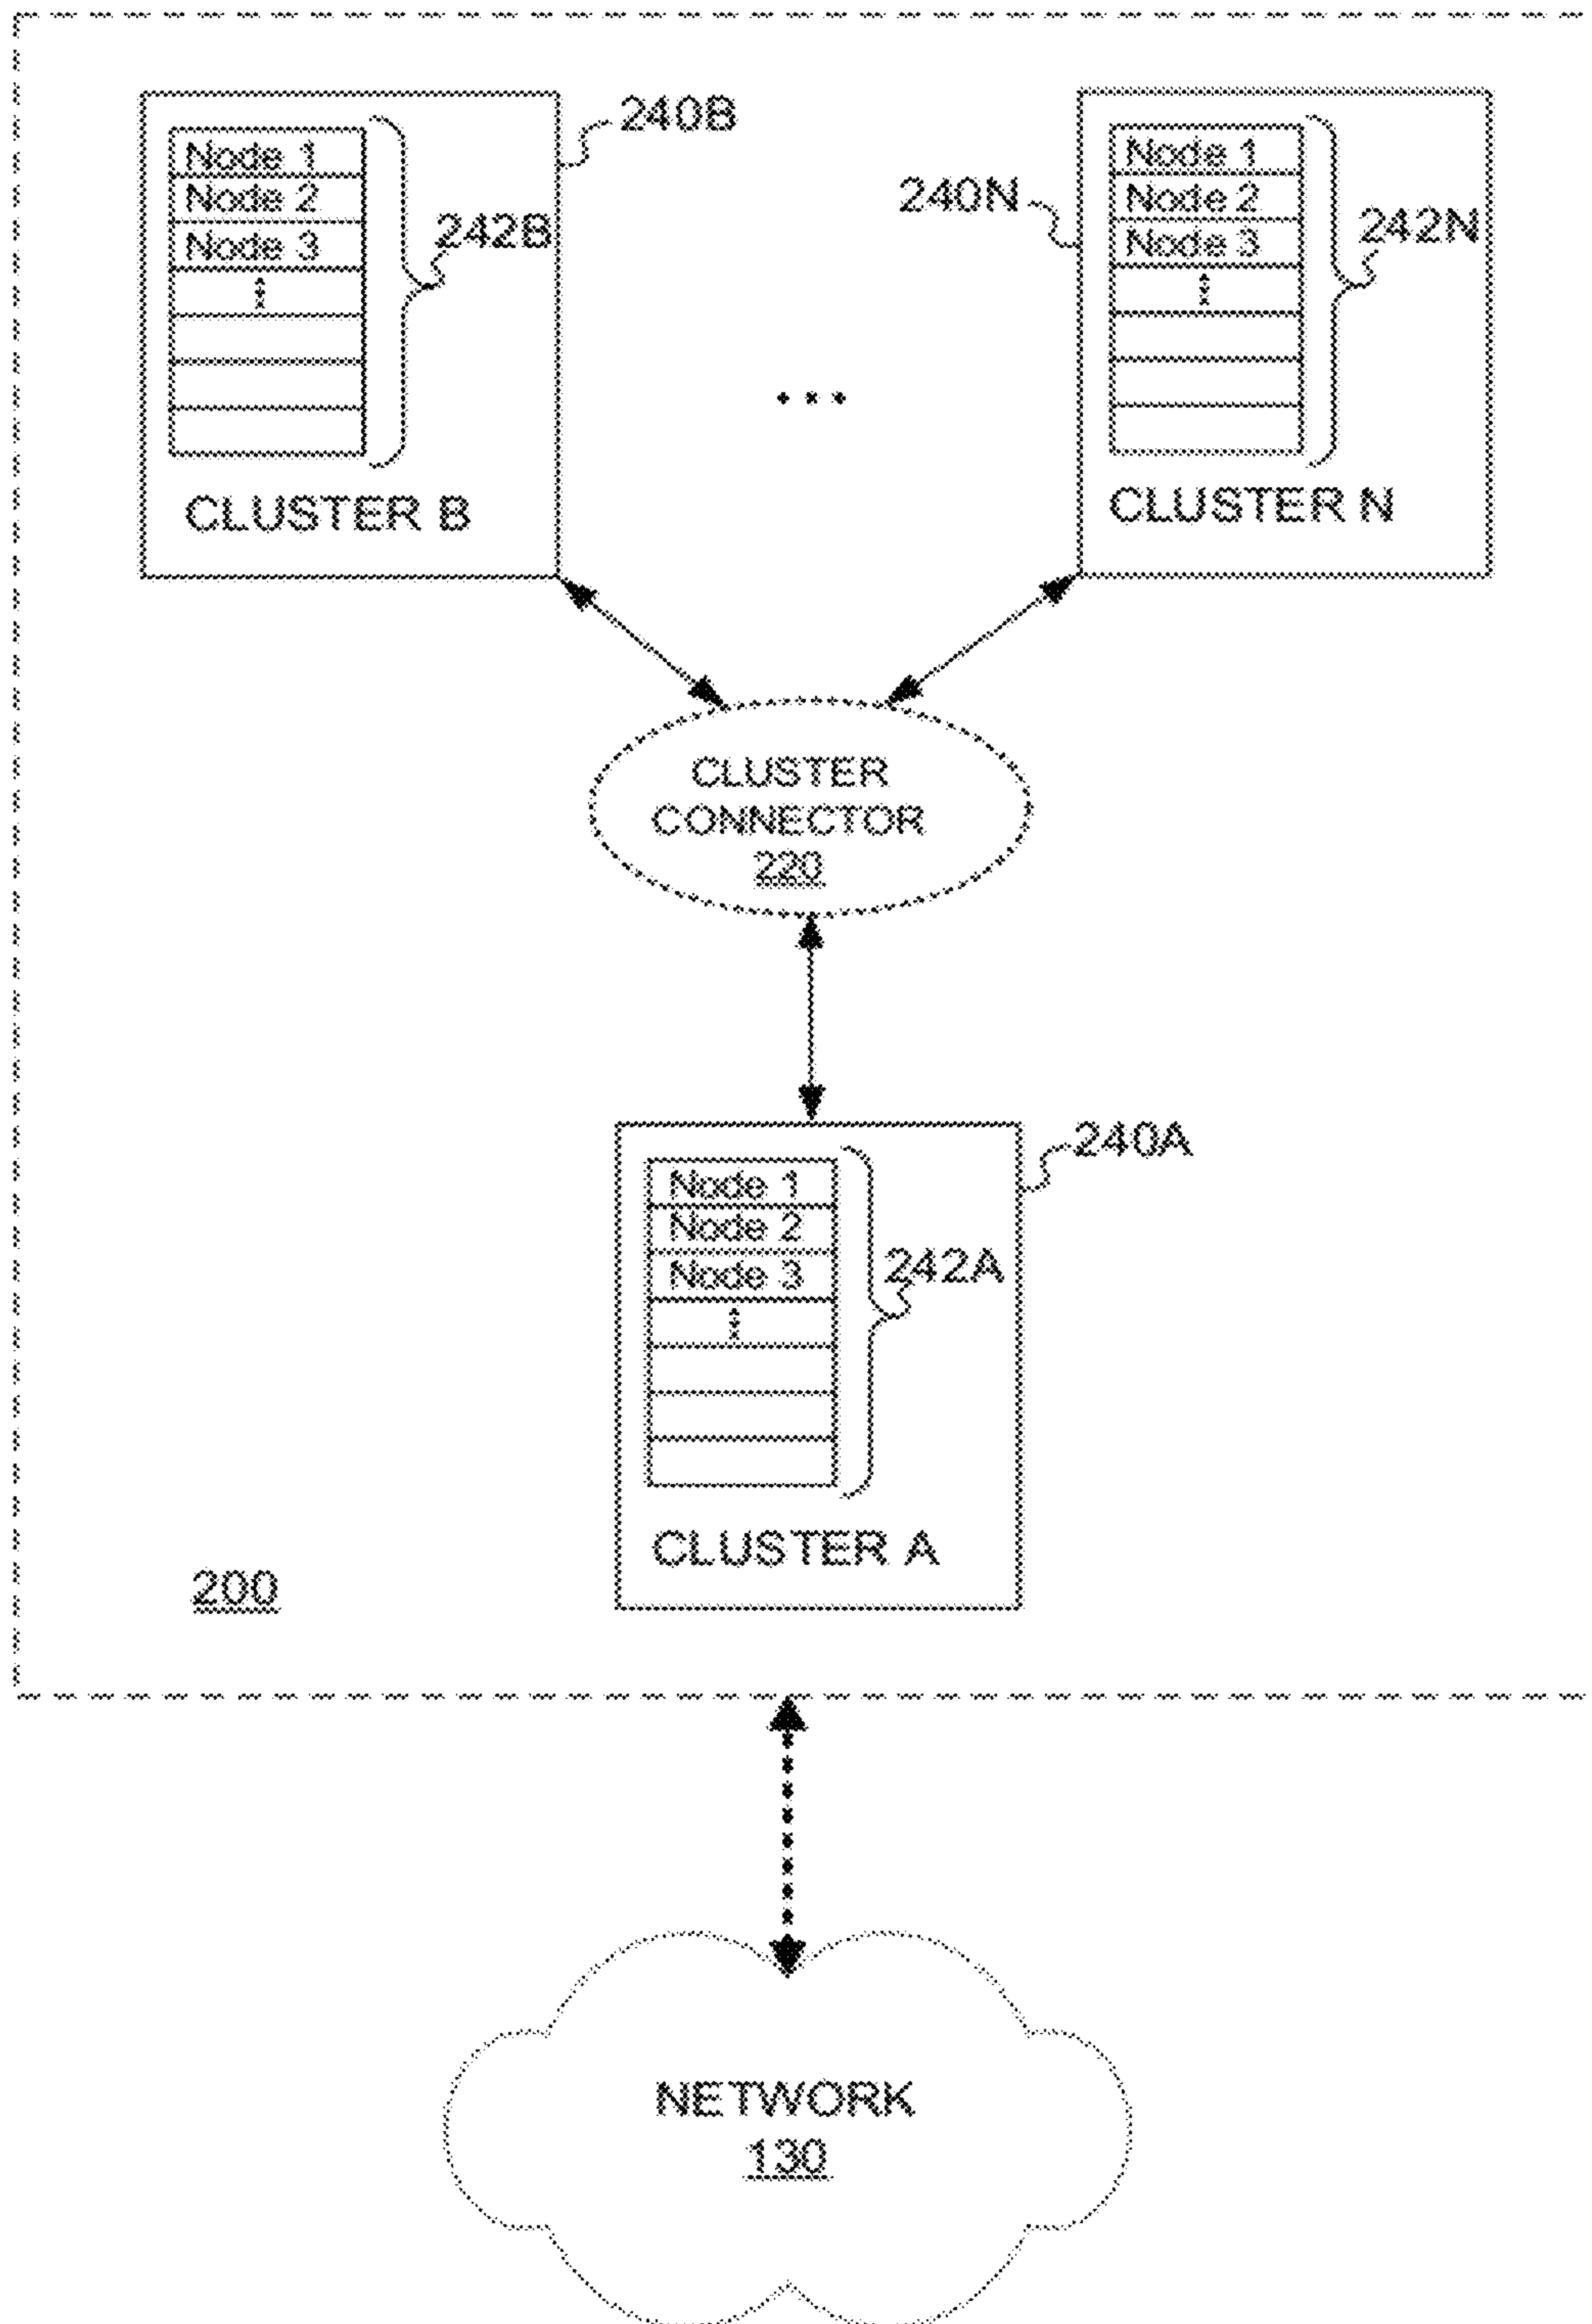 240B
Node 1
Node 2
Node 3
242B
CLUSTER B
240N
Node 1
Node 2
Node 3
242N
CLUSTER N
...
CLUSTER
CONNECTOR
220
240A
Node 1
Node 2
Node 3
242A
CLUSTER A
200
NETWORK
130